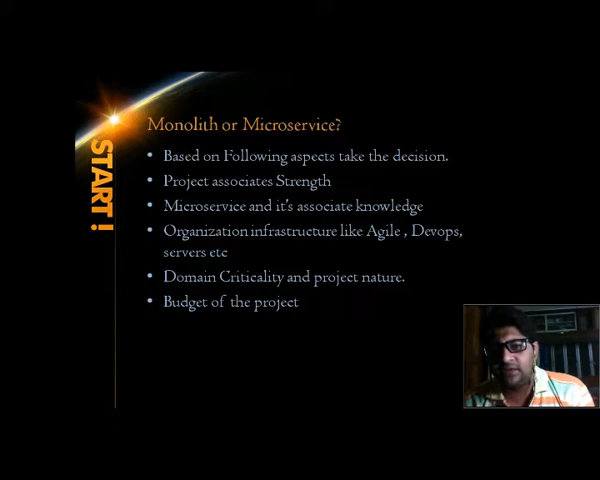 Monolith or Microservice?
START!
• Based on Following aspects take the decision.
• Project associates Strength
• Microservice and it's associate knowledge
• Organization infrastructure like Agile , Devops,
servers etc
• Domain Criticality and project nature.
• Budget of the project